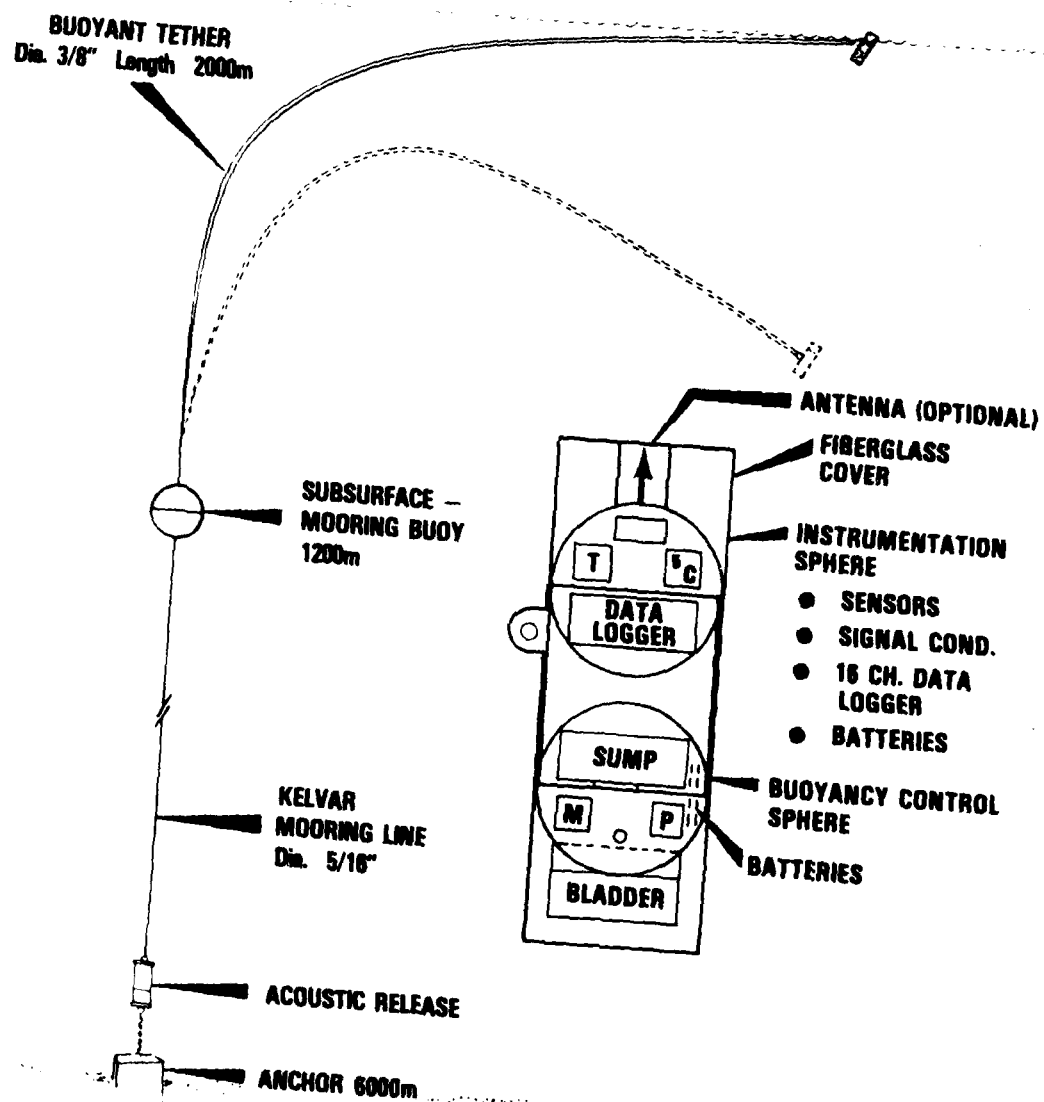 BUOYANT TETHER
Dia. 3/8" Length 2000m
ANTENNA (OPTIONAL)
FIBERGLASS
COVER
SUBSURFACE –
MOORING BUOY
1200m
INSTRUMENTATION
SPHERE
● SENSORS
● SIGNAL COND.
● 16 CH. DATA
LOGGER
● BATTERIES
T
5C
DATA
LOGGER
SUMP
M
P
BLADDER
BUOYANCY CONTROL
SPHERE
BATTERIES
KELVAR
MOORING LINE
Dia. 5/16"
ACOUSTIC RELEASE
ANCHOR 6000m